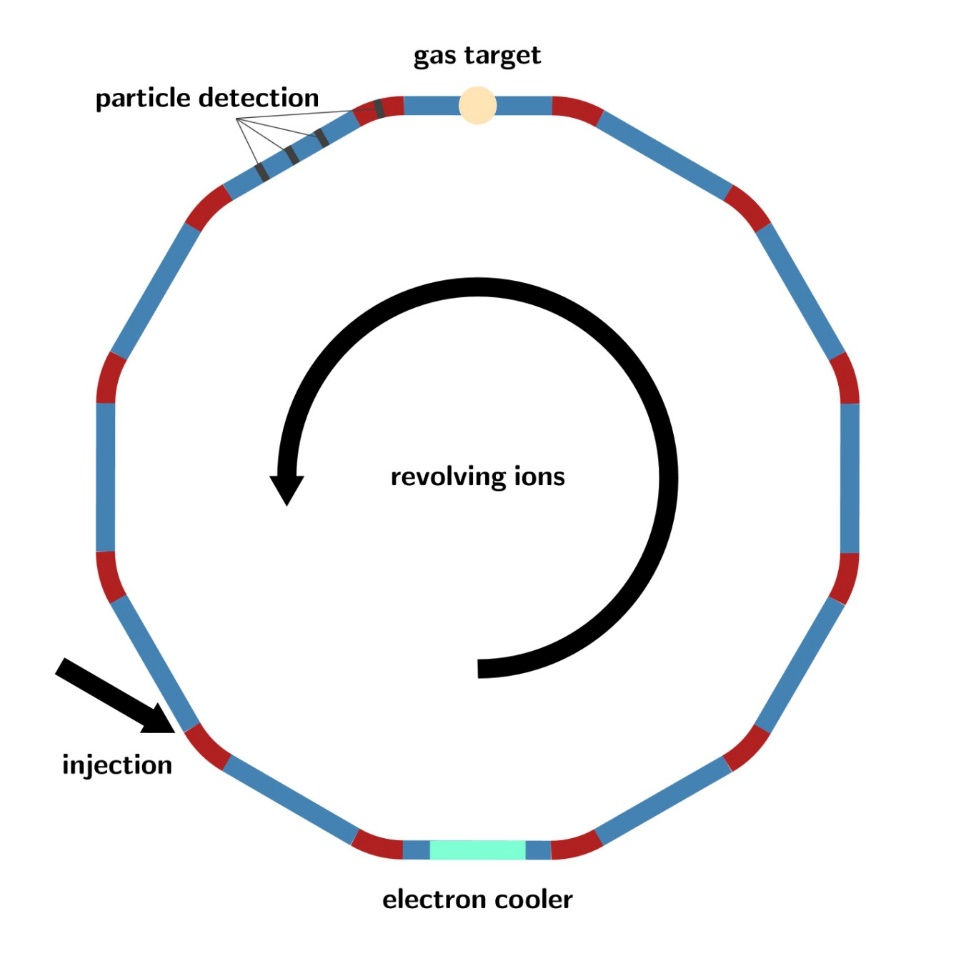 gas target
particle detection
revolving ions
injection
electron cooler